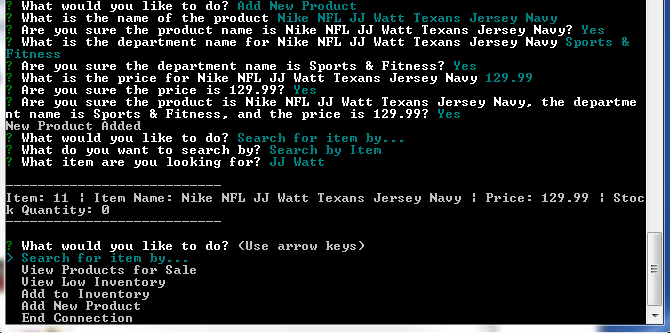 ? What would you like to do? Add New Product
? What is the name of the product Nike NFL JJ Watt Texans Jersey Navy
? Are you sure the product name is Nike NFL JJ Watt Texans Jersey Navy? Yes
? What is the department name for Nike NFL JJ Watt Texans Jersey Navy Sports &
Fitness
? Are you sure the department name is Sports & Fitness? Yes
? What is the price for Nike NFL JJ Watt Texans Jersey Navy 129.99
? Are you sure the price is 129.99? Yes
? Are you sure the product is Nike NFL JJ Watt Texans Jersey Navy, the departme
nt name is Sports & Fitness, and the price is 129.99? Yes
New Product Added
? What would you like to do? Search for item by...
? What do you want to search by? Search by Item
? What item are you looking for? JJ Watt
----------------------------
Item: 11 | Item Name: Nike NFL JJ Watt Texans Jersey Navy | Price: 129.99 | Stoc
k Quantity: 0
----------------------------
? What would you like to do? (Use arrow keys)
> Search for item by...
View Products for Sale
View Low Inventory
Add to Inventory
Add New Product
End Connection